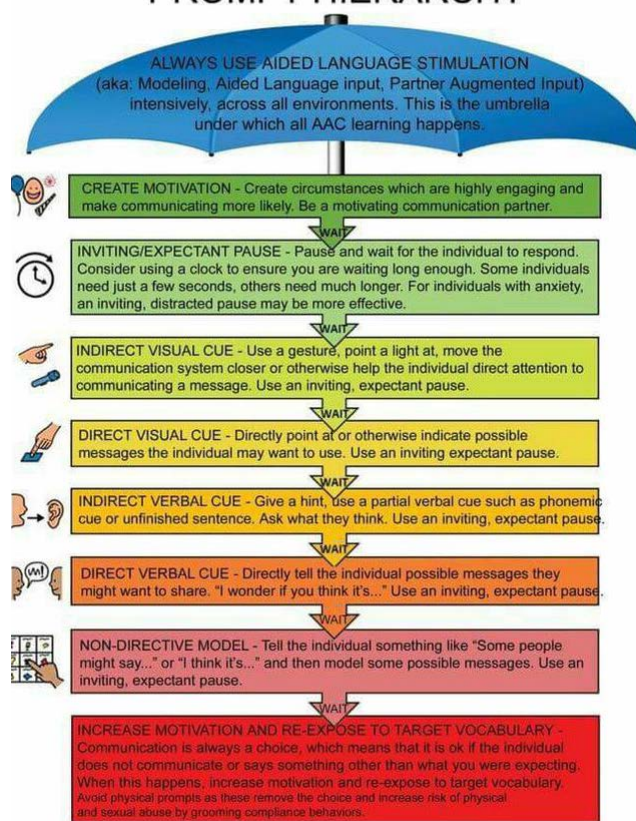 PROMPT HIERARCHY
ALWAYS USE AIDED LANGUAGE STIMULATION
(aka: Modeling, Aided Language input, Partner Augmented Input)
intensively, across all environments. This is the umbrella
under which all AAC learning happens.
CREATE MOTIVATION - Create circumstances which are highly engaging and
make communicating more likely. Be a motivating communication partner.
WAIT
INVITING/EXPECTANT PAUSE - Pause and wait for the individual to respond.
Consider using a clock to ensure you are waiting long enough. Some individuals
need just a few seconds, others need much longer. For individuals with anxiety,
an inviting, distracted pause may be more effective.
WAIT
INDIRECT VISUAL CUE - Use a gesture, point a light at, move the
communication system closer or otherwise help the individual direct attention to
communicating a message. Use an inviting, expectant pause.
WAIT
DIRECT VISUAL CUE - Directly point at or otherwise indicate possible
messages the individual may want to use. Use an inviting expectant pause.
WAIT
INDIRECT VERBAL CUE - Give a hint, use a partial verbal cue such as phonemic
cue or unfinished sentence. Ask what they think. Use an inviting, expectant pause.
WAIT
DIRECT VERBAL CUE - Directly tell the individual possible messages they
might want to share. “I wonder if you think it's...” Use an inviting, expectant pause.
WAIT
NON-DIRECTIVE MODEL - Tell the individual something like “Some people
might say...” or “I think it's...” and then model some possible messages. Use an
inviting, expectant pause.
WAIT
INCREASE MOTIVATION AND RE-EXPOSE TO TARGET VOCABULARY -
Communication is always a choice, which means that it is ok if the individual
does not communicate or says something other than what you were expecting.
When this happens, increase motivation and re-expose to target vocabulary.
Avoid physical prompts as these remove the choice and increase risk of physical
and sexual abuse by grooming compliance behaviors.